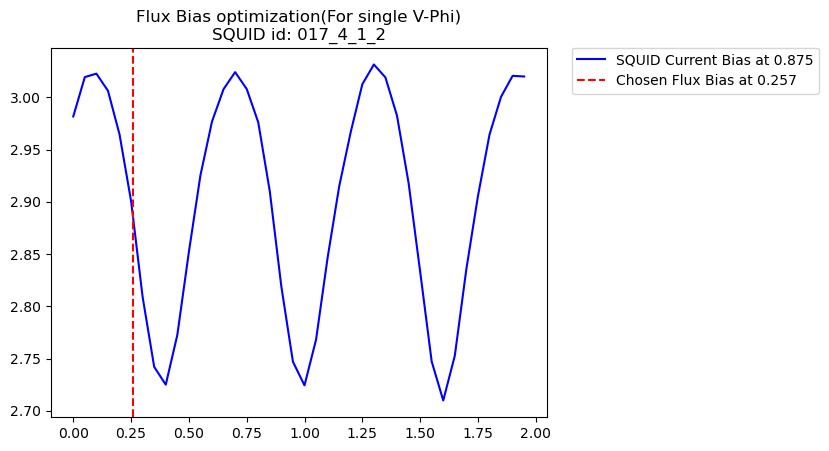 Flux Bias optimization(For single V-Phi)
SQUID id: 017_4_1_2
SQUID Current Bias at 0.875
Chosen Flux Bias at 0.257
3.00
2.95
2.90
2.85
2.80
2.75
2.70
0.00 0.25 0.50 0.75 1.00 1.25 1.50 1.75 2.00